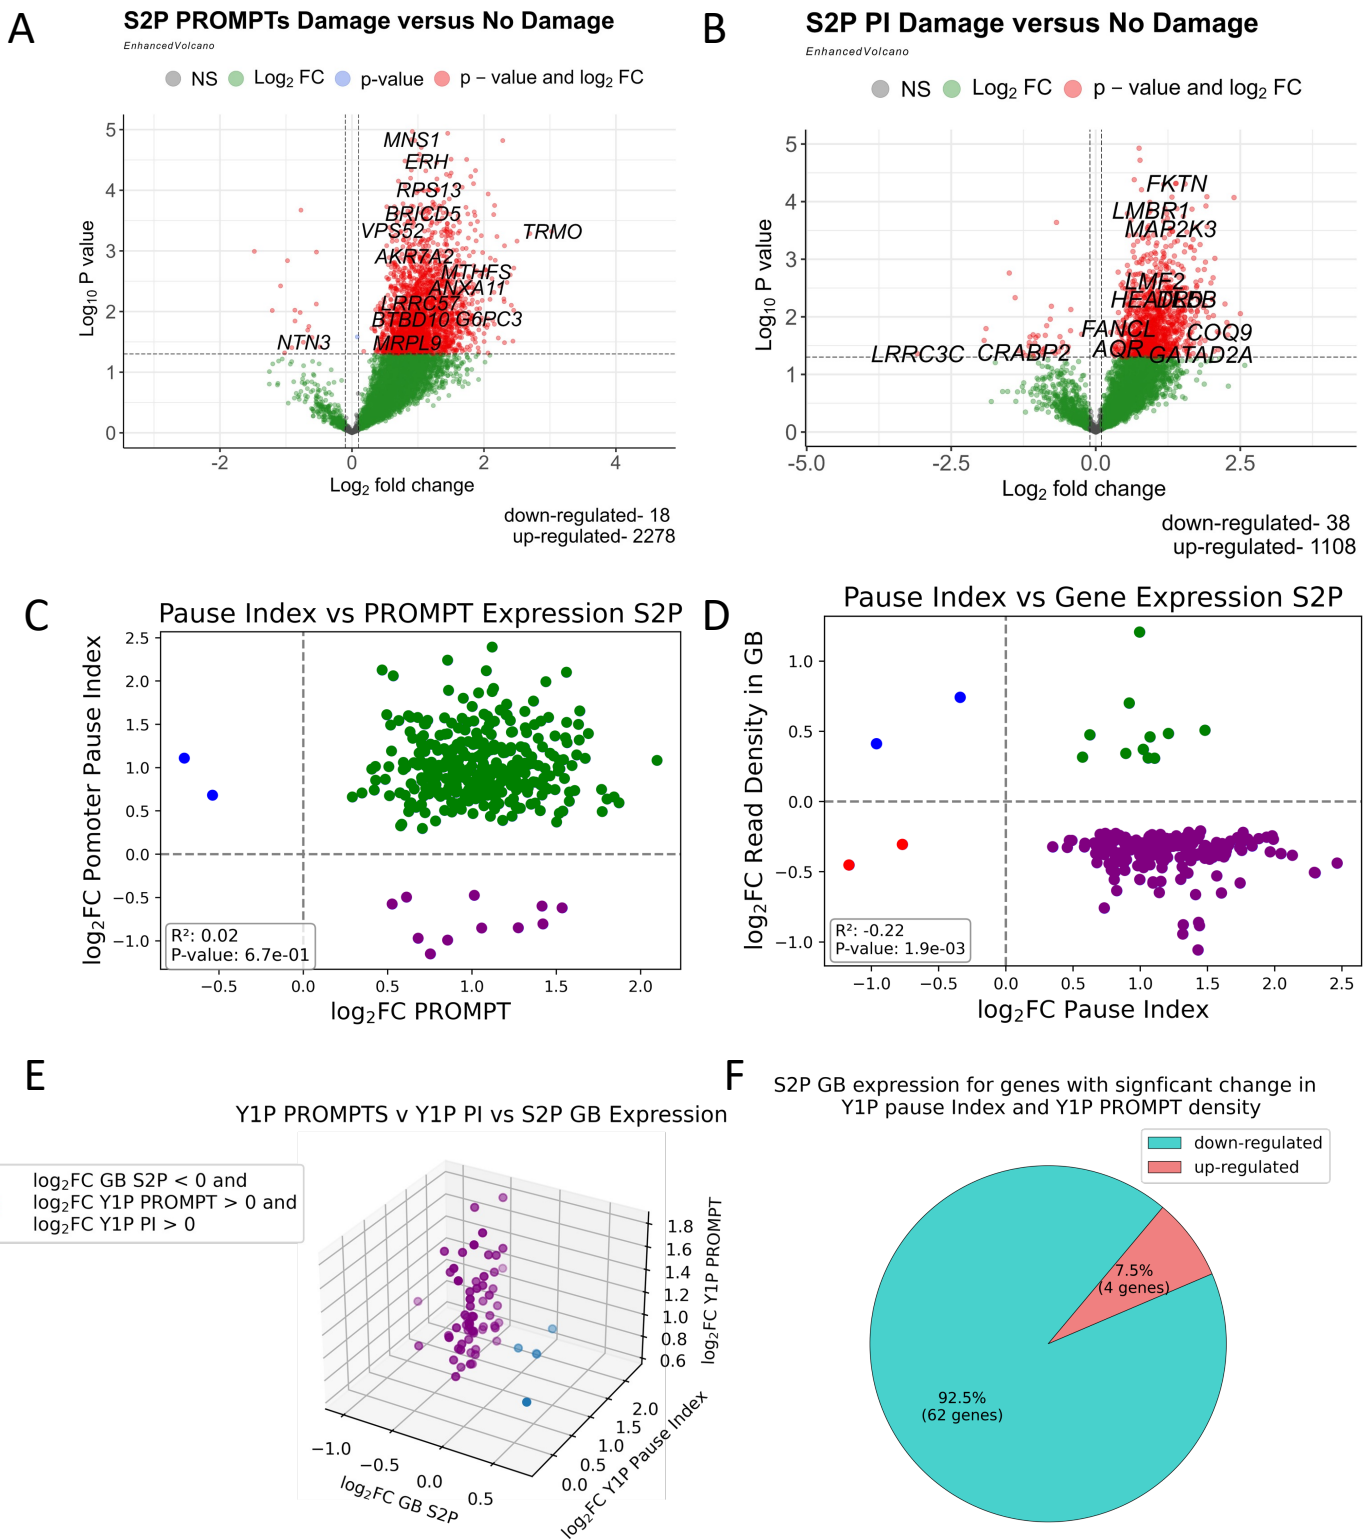 A
S2P PROMPTs Damage versus No Damage
EnhancedVolcano
NS Log2 FC p-value p − value and log2 FC
Log10 P value
5
4
3
2
1
0
MNS1
ERH
RPS13
BRICD5
VPS52
TRMO
AKR7A2
MTHFS
ANXA11
LRRC57
BTBD10 G6PC3
NTN3
MRPL9
-2 0 2 4
Log2 fold change
down-regulated- 18
up-regulated- 2278
B
S2P PI Damage versus No Damage
EnhancedVolcano
NS Log2 FC p − value and log2 FC
Log10 P value
5
4
3
2
1
0
FKTN
LMBR1
MAP2K3
LMF2
FANCL
COQ9
LRRC3C CRABP2 AQR GATAD2A
-5.0 -2.5 0.0 2.5
Log2 fold change
down-regulated- 38
up-regulated- 1108
C
Pause Index vs PROMPT Expression S2P
log2FC Pomoter Pause Index
2.5
2.0
1.5
1.0
0.5
0.0
−0.5
−1.0
R²: 0.02
P-value: 6.7e-01
−0.5 0.0 0.5 1.0 1.5 2.0
log2FC PROMPT
D
Pause Index vs Gene Expression S2P
log2FC Read Density in GB
1.0
0.5
0.0
−0.5
−1.0
R²: -0.22
P-value: 1.9e-03
−1.0 −0.5 0.0 0.5 1.0 1.5 2.0 2.5
log2FC Pause Index
E
Y1P PROMPTS v Y1P PI vs S2P GB Expression
log2FC GB S2P < 0 and
log2FC Y1P PROMPT > 0 and
log2FC Y1P PI > 0
1.8
1.6
1.4
1.2
1.0
0.8
0.6
log2FC Y1P PROMPT
2.0
1.5
1.0
0.5
0.0
log2FC Y1P Pause Index
−1.0
−0.5
0.0
0.5
log2FC GB S2P
F
S2P GB expression for genes with signficant change in
Y1P pause Index and Y1P PROMPT density
down-regulated
up-regulated
7.5%
(4 genes)
92.5%
(62 genes)